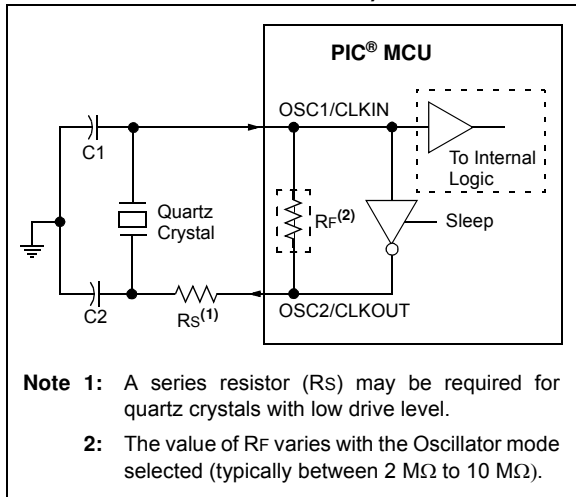 PIC® MCU
OSC1/CLKIN
C1
To Internal
Logic
Quartz
Crystal
RF(2)
Sleep
C2
RS(1)
OSC2/CLKOUT
Note 1: A series resistor (RS) may be required for
quartz crystals with low drive level.
2: The value of RF varies with the Oscillator mode
selected (typically between 2 MΩ to 10 MΩ).